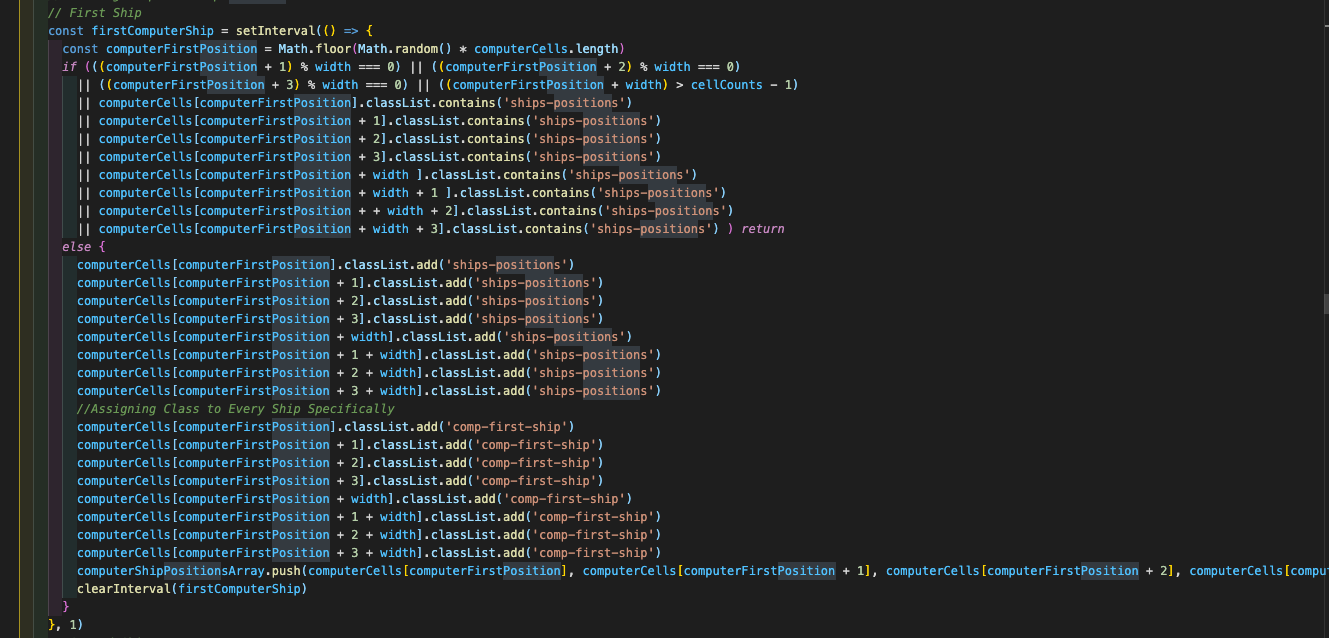 // First Ship
const firstComputerShip = setInterval(() => {
const computerFirstPosition = Math.floor(Math.random() * computerCells.length)
if (((computerFirstPosition + 1) % width === 0) || ((computerFirstPosition + 2) % width === 0)
|| ((computerFirstPosition + 3) % width === 0) || ((computerFirstPosition + width) > cellCounts - 1)
|| computerCells[computerFirstPosition].classList.contains('ships-positions')
|| computerCells[computerFirstPosition + 1].classList.contains('ships-positions')
|| computerCells[computerFirstPosition + 2].classList.contains('ships-positions')
|| computerCells[computerFirstPosition + 3].classList.contains('ships-positions')
|| computerCells[computerFirstPosition + width ].classList.contains('ships-positions')
|| computerCells[computerFirstPosition + width + 1 ].classList.contains('ships-positions')
|| computerCells[computerFirstPosition + + width + 2].classList.contains('ships-positions')
|| computerCells[computerFirstPosition + width + 3].classList.contains('ships-positions') ) return
else {
computerCells[computerFirstPosition].classList.add('ships-positions')
computerCells[computerFirstPosition + 1].classList.add('ships-positions')
computerCells[computerFirstPosition + 2].classList.add('ships-positions')
computerCells[computerFirstPosition + 3].classList.add('ships-positions')
computerCells[computerFirstPosition + width].classList.add('ships-positions')
computerCells[computerFirstPosition + 1 + width].classList.add('ships-positions')
computerCells[computerFirstPosition + 2 + width].classList.add('ships-positions')
computerCells[computerFirstPosition + 3 + width].classList.add('ships-positions')
//Assigning Class to Every Ship Specifically
computerCells[computerFirstPosition].classList.add('comp-first-ship')
computerCells[computerFirstPosition + 1].classList.add('comp-first-ship')
computerCells[computerFirstPosition + 2].classList.add('comp-first-ship')
computerCells[computerFirstPosition + 3].classList.add('comp-first-ship')
computerCells[computerFirstPosition + width].classList.add('comp-first-ship')
computerCells[computerFirstPosition + 1 + width].classList.add('comp-first-ship')
computerCells[computerFirstPosition + 2 + width].classList.add('comp-first-ship')
computerCells[computerFirstPosition + 3 + width].classList.add('comp-first-ship')
computerShipPositionsArray.push(computerCells[computerFirstPosition], computerCells[computerFirstPosition + 1], computerCells[computerFirstPosition + 2], computerCells[compu
clearInterval(firstComputerShip)
}
}, 1)